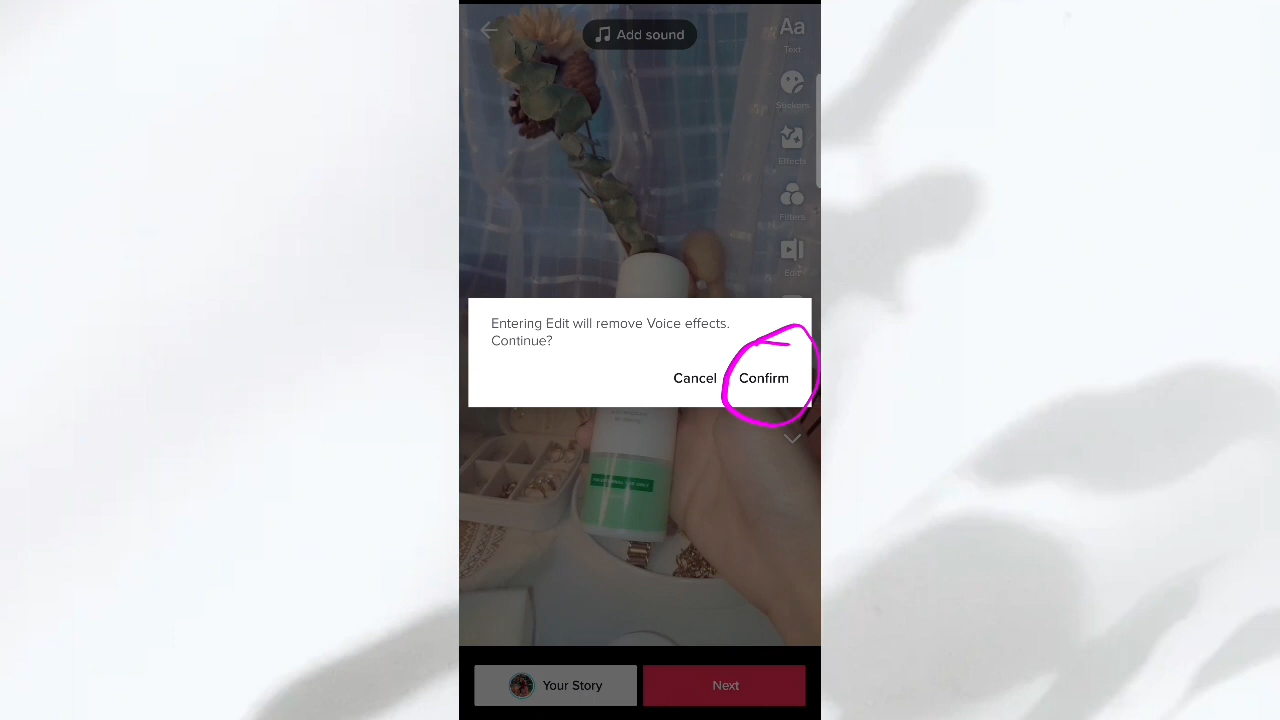 Add sound
Aa
Text
Stickers
Effects
Filters
Edit
Entering Edit will remove Voice effects.
Continue?
Cancel
Confirm
Your Story
Next